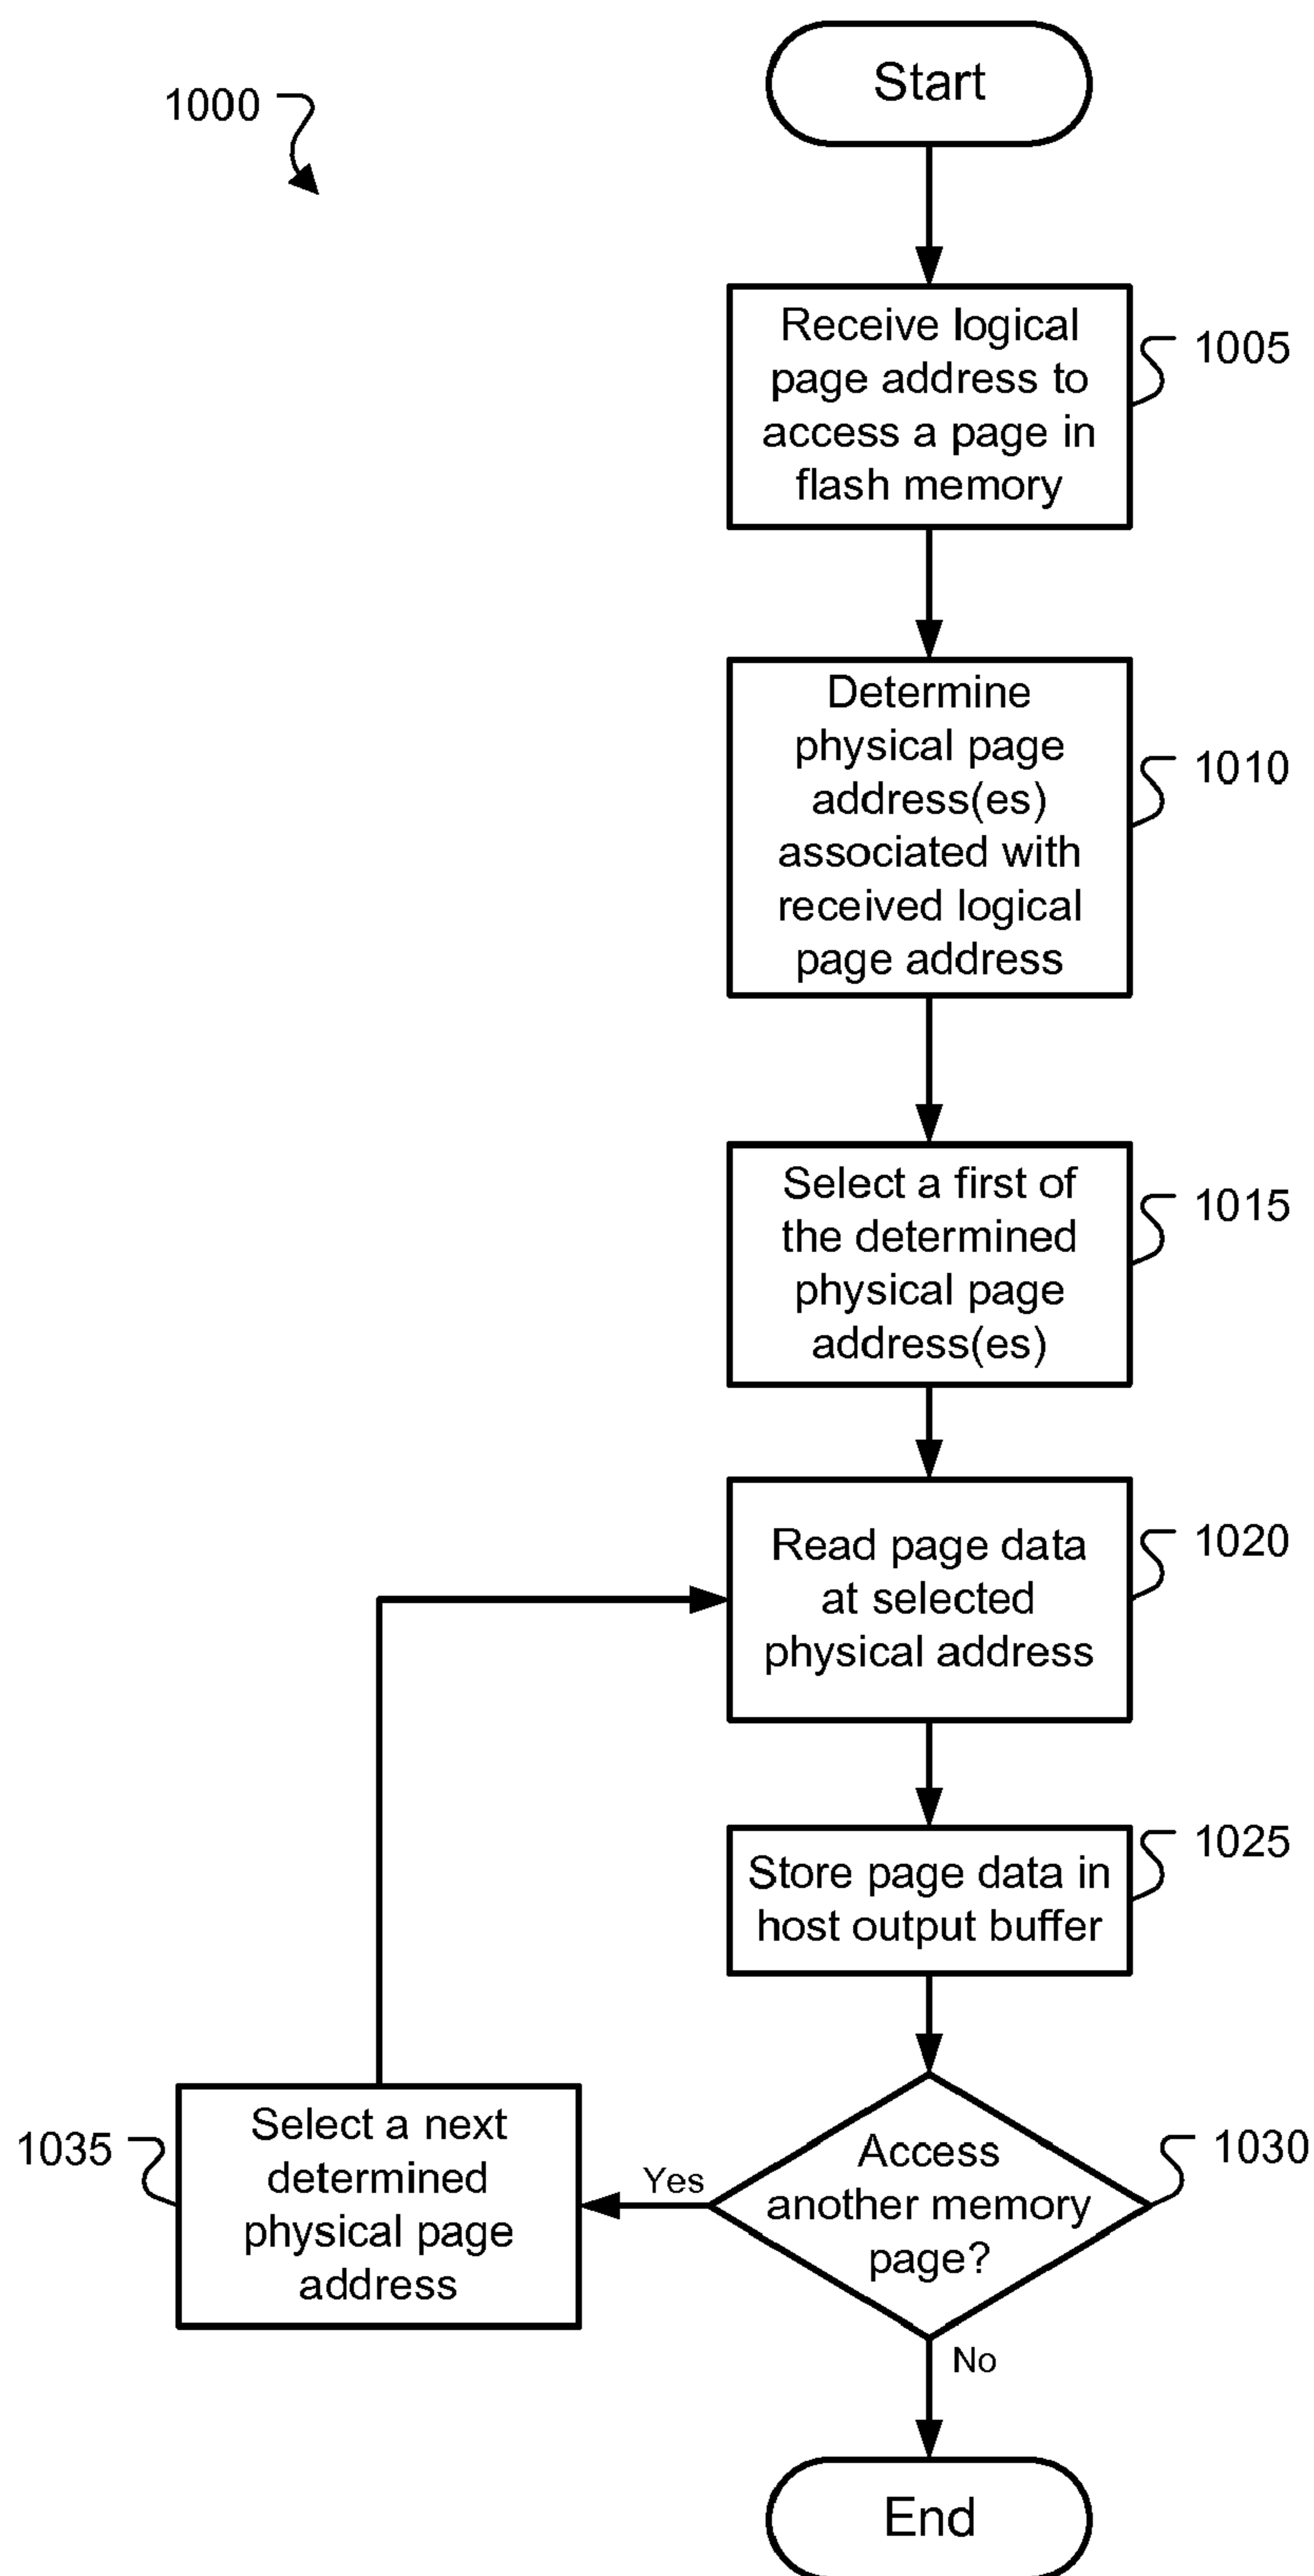 1000
Start
Receive logical
page address to
access a page in
flash memory
1005
Determine
physical page
address(es)
associated with
received logical
page address
1010
Select a first of
the determined
physical page
address(es)
1015
Read page data
at selected
physical address
1020
Store page data in
host output buffer
1025
Access
another memory
page?
1030
Yes
Select a next
determined
physical page
address
1035
No
End